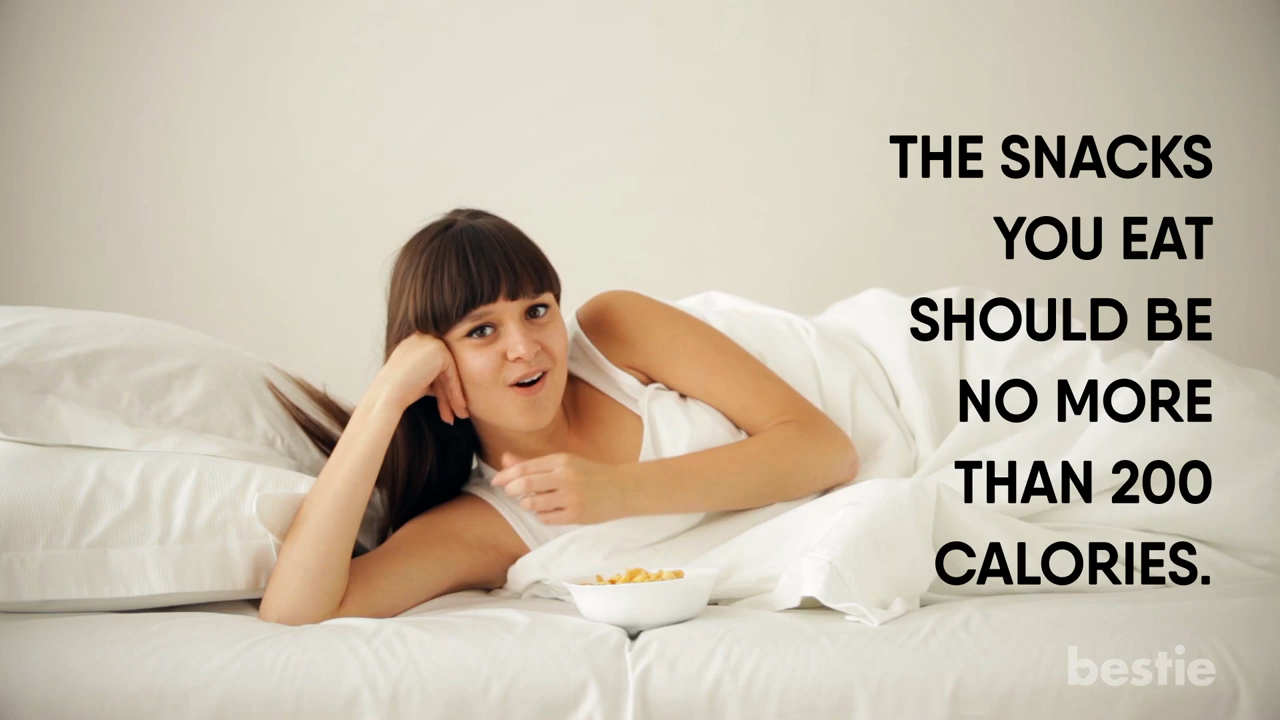 THE SNACKS
YOU EAT
SHOULD BE
NO MORE
THAN 200
CALORIES.
bestie